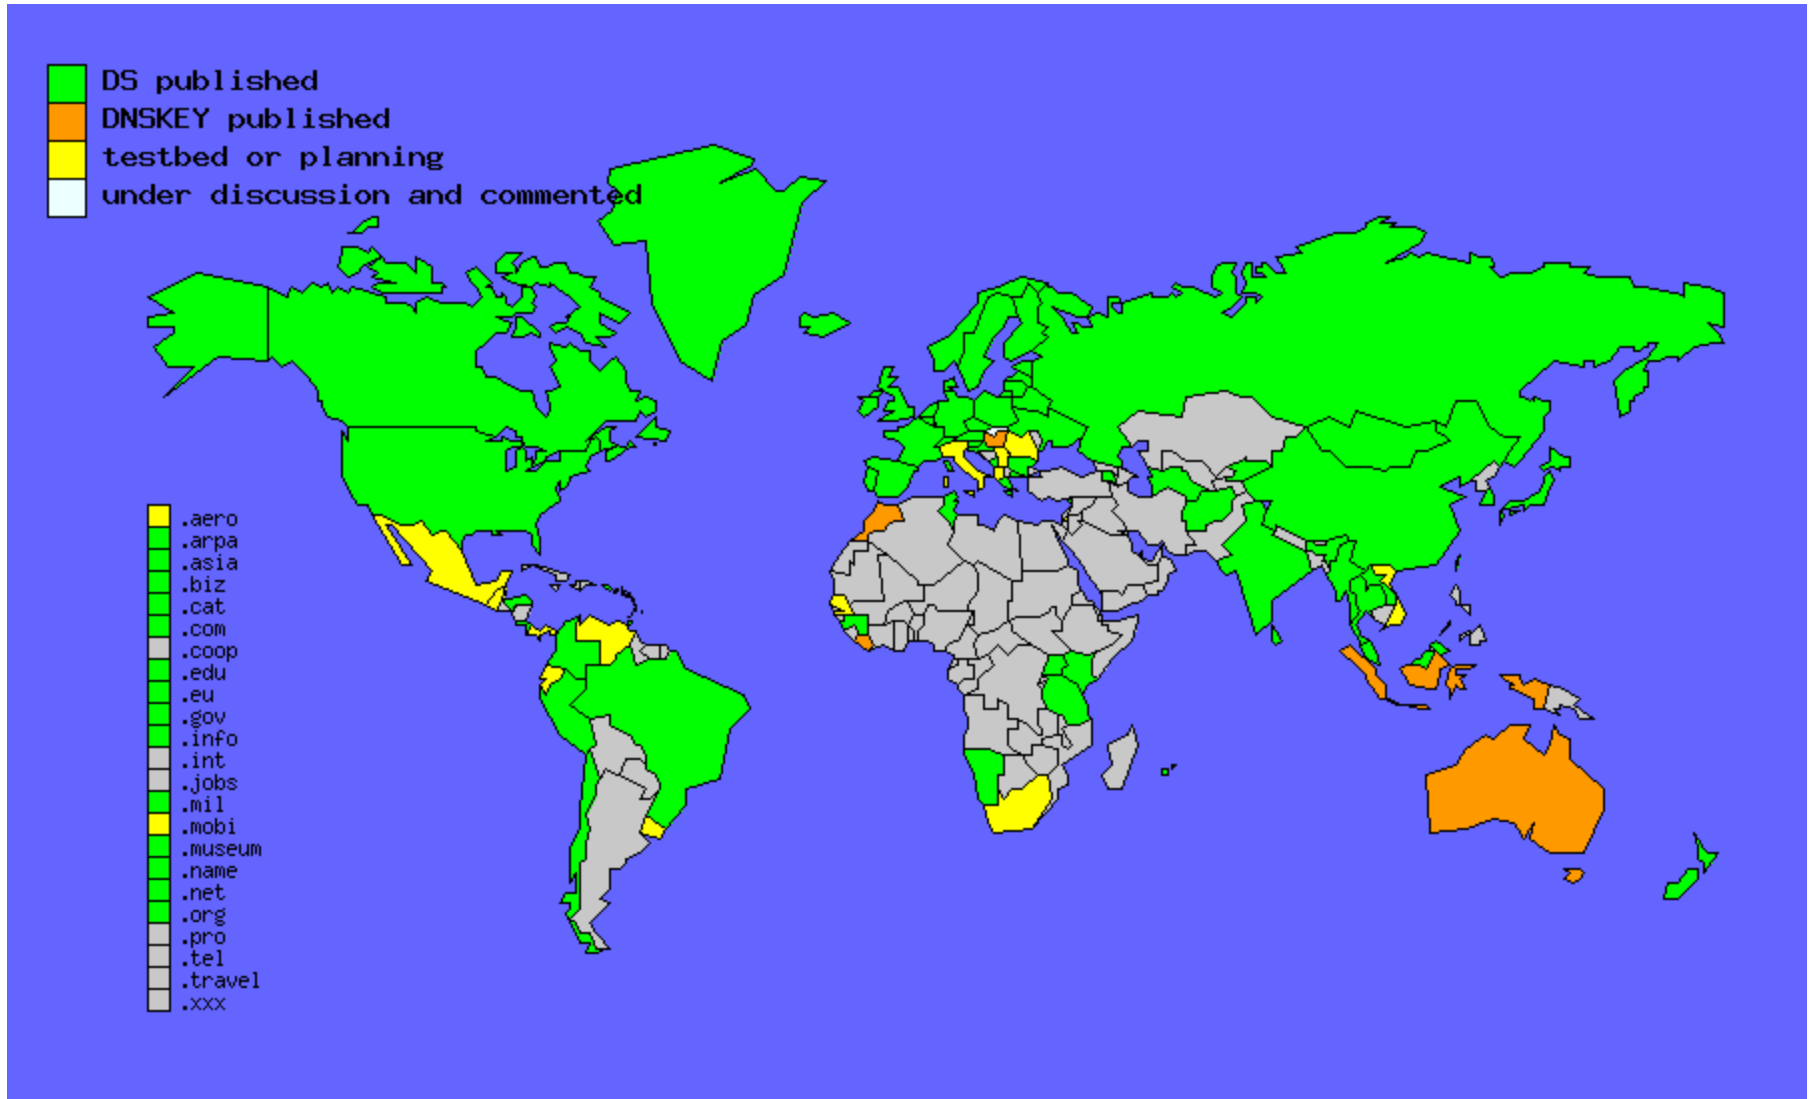 DS published
DNSKEY published
testbed or planning
under discussion and commented
.aero
.arpa
.asia
.biz
.cat
.com
.coop
.edu
.eu
.gov
.info
.int
.jobs
.mil
.mobi
.museum
.name
.net
.org
.pro
.tel
.travel
.xxx